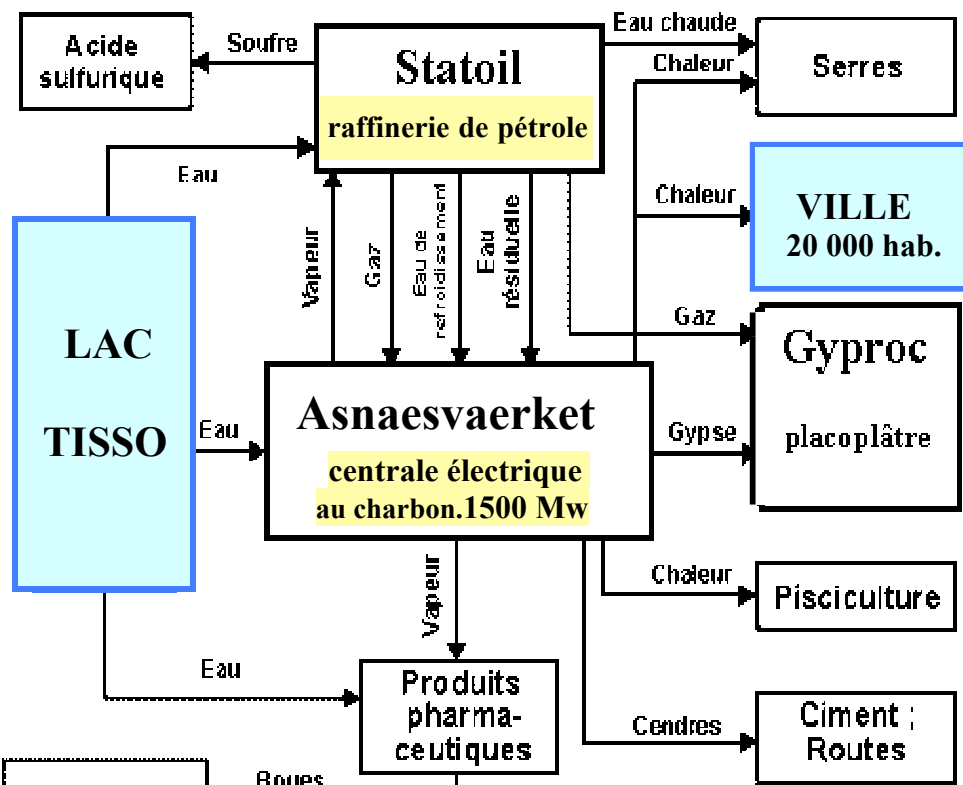 Acide
sulfurique
Soufre
Statoil
raffinerie de pétrole
Eau chaude
Chaleur
Serres
Eau
Chaleur
VILLE
20 000 hab.
Vapeur
Gaz
Eau de
refroidissement
Eau
résiduelle
Gaz
Gyproc
placoplâtre
LAC
TISSO
Eau
Asnaesvaerket
centrale électrique
au charbon.1500 Mw
Gypse
Vapeur
Chaleur
Pisciculture
Eau
Produits
pharma-
ceutiques
Cendres
Ciment ;
Routes